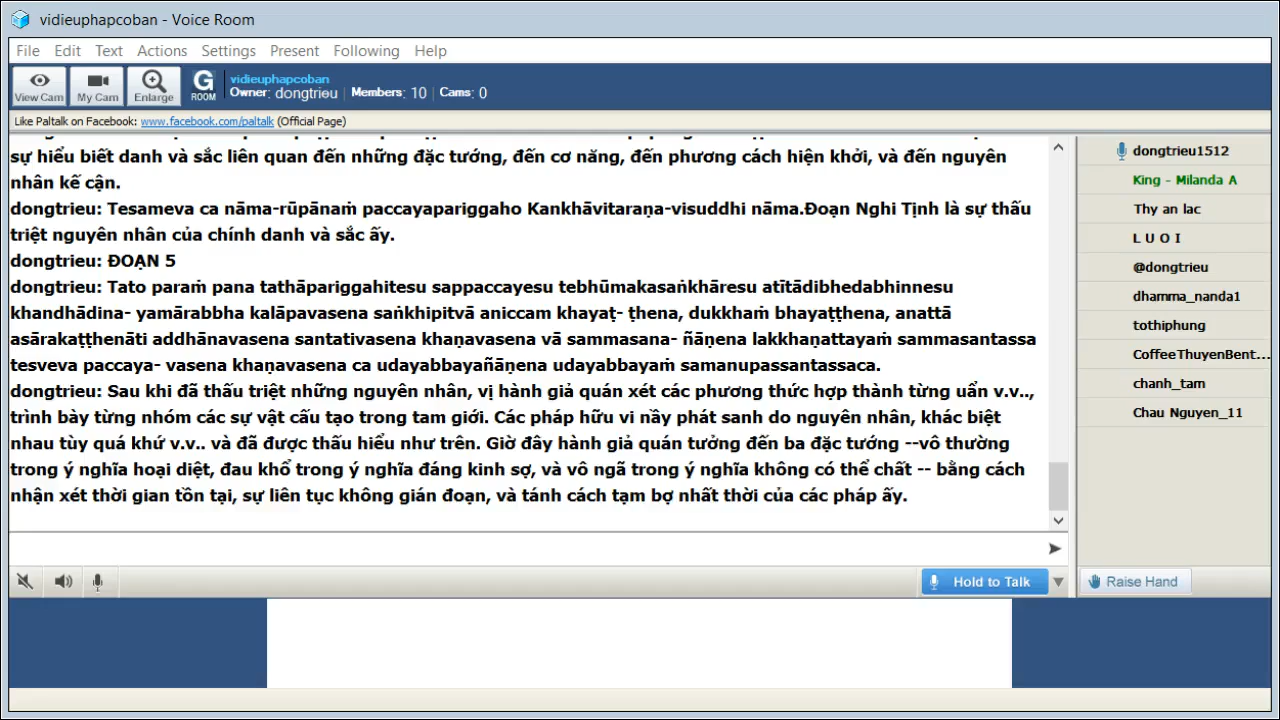 vidieuphapcoban - Voice Room
File Edit Text Actions Settings Present Following Help
View Cam My Cam Enlarge G ROOM
vidieuphapcoban
Owner: dongtrieu | Members: 10 | Cams: 0
Like Paltalk on Facebook: www.facebook.com/paltalk (Official Page)
sự hiểu biết danh và sắc liên quan đến những đặc tướng, đến cơ năng, đến phương cách hiện khởi, và đến nguyên
nhân kế cận.
dongtrieu: Tesameva ca nāma-rūpānaṁ paccayapariggaho Kankhāvitaraṇa-visuddhi nāma.Đoạn Nghi Tịnh là sự thấu
triệt nguyên nhân của chính danh và sắc ấy.
dongtrieu: ĐOẠN 5
dongtrieu: Tato paraṁ pana tathāpariggahitesu sappaccayesu tebhūmakasaṅkhāresu atītādibhedabhinnesu
khandhādina- yamārabbha kalāpavasena saṅkhipitvā aniccam khayaṭ- ṭhena, dukkhaṁ bhayaṭṭhena, anattā
asārakaṭṭhenāti addhānavasena santativasena khaṇavasena vā sammasana- ñāṇena lakkhaṇattayaṁ sammasantassa
tesveva paccaya- vasena khaṇavasena ca udayabbayañāṇena udayabbayaṁ samanupassantassaca.
dongtrieu: Sau khi đã thấu triệt những nguyên nhân, vị hành giả quán xét các phương thức hợp thành từng uẩn v.v..,
trình bày từng nhóm các sự vật cấu tạo trong tam giới. Các pháp hữu vi nầy phát sanh do nguyên nhân, khác biệt
nhau tùy quá khứ v.v.. và đã được thấu hiểu như trên. Giờ đây hành giả quán tưởng đến ba đặc tướng --vô thường
trong ý nghĩa hoại diệt, đau khổ trong ý nghĩa đáng kinh sợ, và vô ngã trong ý nghĩa không có thể chất -- bằng cách
nhận xét thời gian tồn tại, sự liên tục không gián đoạn, và tánh cách tạm bợ nhất thời của các pháp ấy.
Hold to Talk
dongtrieu1512
King - Milanda A
Thy an lac
L U O I
@dongtrieu
dhamma_nanda1
tothiphung
CoffeeThuyenBent...
chanh_tam
Chau Nguyen_11
Raise Hand